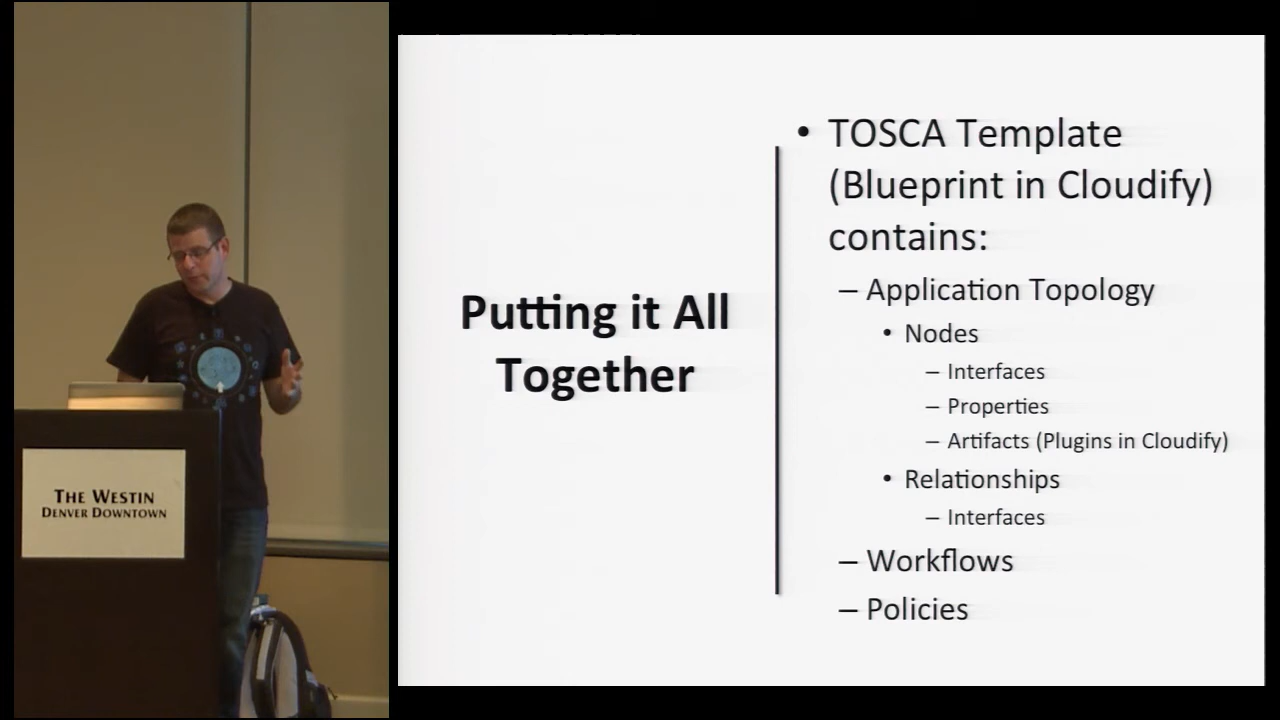 THE WESTIN
DENVER DOWNTOWN
Putting it All
Together
• TOSCA Template
(Blueprint in Cloudify)
contains:
– Application Topology
• Nodes
– Interfaces
– Properties
– Artifacts (Plugins in Cloudify)
• Relationships
– Interfaces
– Workflows
– Policies